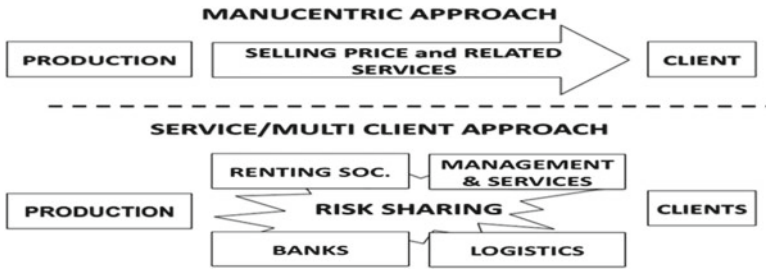 MANUCENTRIC APPROACH
PRODUCTION
SELLING PRICE and RELATED
SERVICES
CLIENT
SERVICE/MULTI CLIENT APPROACH
RENTING SOC.
MANAGEMENT
& SERVICES
PRODUCTION
RISK SHARING
CLIENTS
BANKS
LOGISTICS